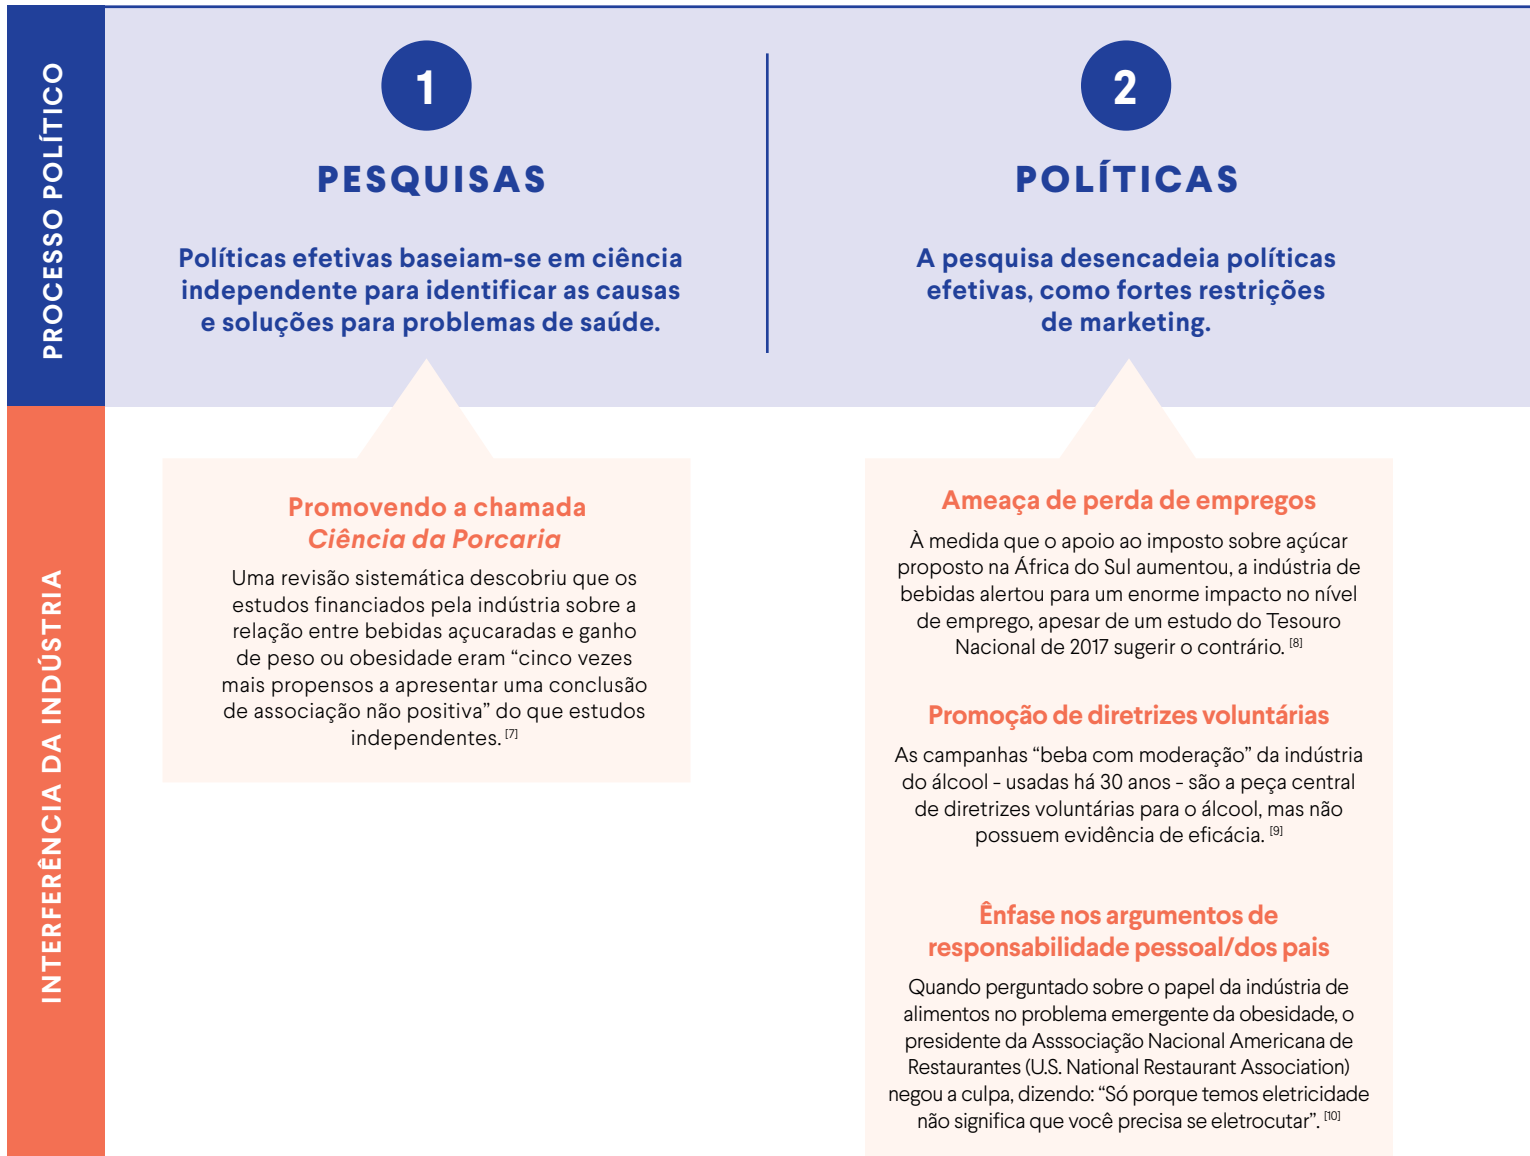 PROCESSO POLÍTICO
1
PESQUISAS
Políticas efetivas baseiam-se em ciência
independente para identificar as causas
e soluções para problemas de saúde.
2
POLÍTICAS
A pesquisa desencadeia políticas
efetivas, como fortes restrições
de marketing.
INTERFERÊNCIA DA INDÚSTRIA
Promovendo a chamada
Ciência da Porcaria
Uma revisão sistemática descobriu que os
estudos financiados pela indústria sobre a
relação entre bebidas açucaradas e ganho
de peso ou obesidade eram “cinco vezes
mais propensos a apresentar uma conclusão
de associação não positiva” do que estudos
independentes. [7]
Ameaça de perda de empregos
À medida que o apoio ao imposto sobre açúcar
proposto na África do Sul aumentou, a indústria de
bebidas alertou para um enorme impacto no nível
de emprego, apesar de um estudo do Tesouro
Nacional de 2017 sugerir o contrário. [8]
Promoção de diretrizes voluntárias
As campanhas “beba com moderação” da indústria
do álcool - usadas há 30 anos - são a peça central
de diretrizes voluntárias para o álcool, mas não
possuem evidência de eficácia. [9]
Ênfase nos argumentos de
responsabilidade pessoal/dos pais
Quando perguntado sobre o papel da indústria de
alimentos no problema emergente da obesidade, o
presidente da Asssociação Nacional Americana de
Restaurantes (U.S. National Restaurant Association)
negou a culpa, dizendo: “Só porque temos eletricidade
não significa que você precisa se eletrocutar”. [10]